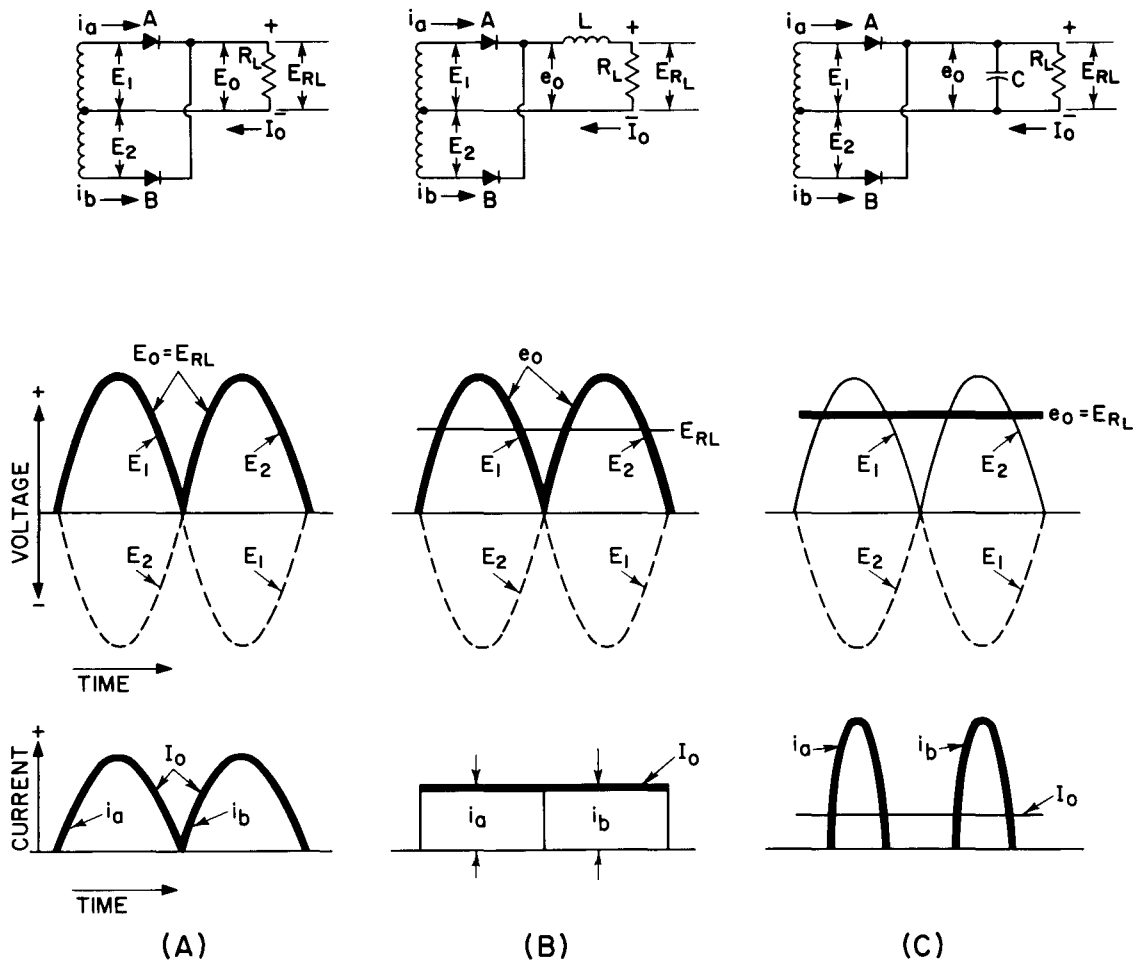 ia A +
E1 E0 RL ERL
− I0
E2
ib B
ia A L +
E1 e0 RL ERL
− I0
E2
ib B
ia A +
E1 e0 C RL ERL
− I0
E2
ib B
+ VOLTAGE −
E0 = ERL
E1 E2
E2 E1
TIME
e0
ERL
E1 E2
E2 E1
e0 = ERL
E1 E2
E2 E1
+ CURRENT
I0
ia ib
TIME
I0
ia ib
ia ib
I0
(A) (B) (C)